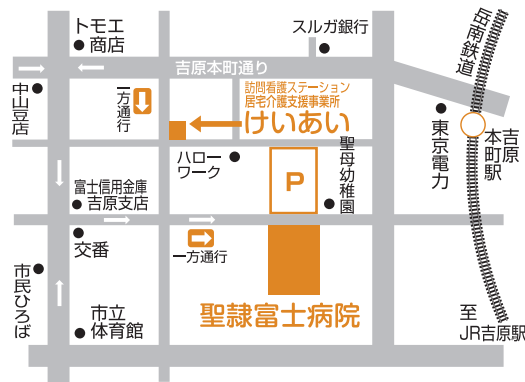 トモエ
商店
スルガ銀行
岳南鉄道
吉原本町通り
中山豆店
一方通行
訪問看護ステーション
居宅介護支援事業所
けいあい
東京電力
吉原
本町駅
ハロー
ワーク
聖母幼稚園
P
富士信用金庫
吉原支店
交番
一方通行
市民ひろば
市立
体育館
聖隷富士病院
至
JR吉原駅